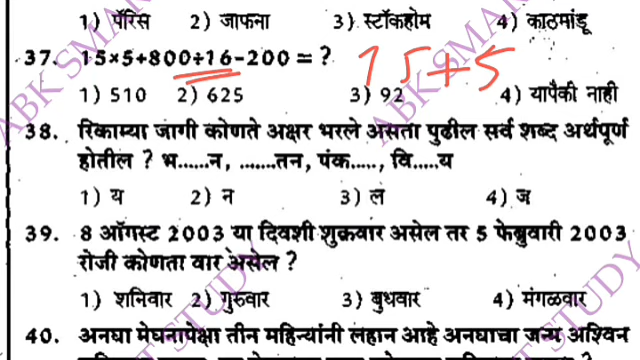 1) पॅरिस 2) जाफना 3) स्टॉकहोम 4) काठमांडू
37. 15×5+800÷16-200 = ? 15+5
1) 510 2) 625 3) 92 4) यापैकी नाही
38. रिकाम्या जागी कोणते अक्षर भरले असता पुढील सर्व शब्द अर्थपूर्ण
होतील ? भ......न, .......तन, पंक....., वि.....य
1) य 2) न 3) ल 4) ज
39. 8 ऑगस्ट 2003 या दिवशी शुक्रवार असेल तर 5 फेब्रुवारी 2003
रोजी कोणता वार असेल ?
1) शनिवार 2) गुरुवार 3) बुधवार 4) मंगळवार
40. अनघा मेघनापेक्षा तीन महिन्यांनी लहान आहे अनघाचा जन्म अश्विन